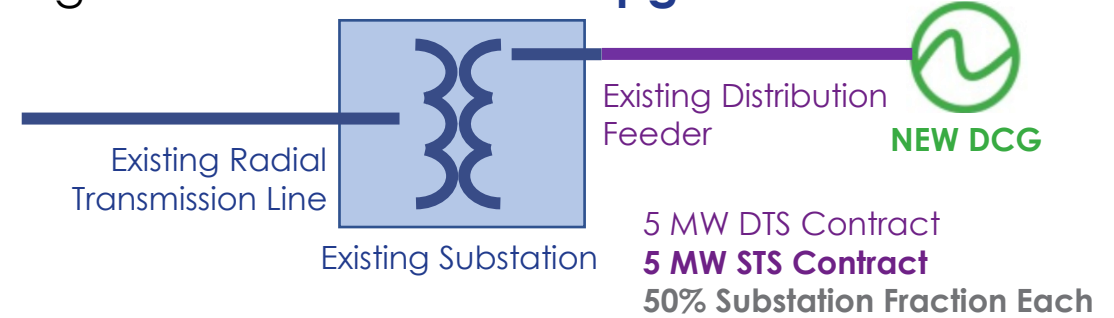 Existing Distribution
Feeder
NEW DCG
Existing Radial
Transmission Line
Existing Substation
5 MW DTS Contract
5 MW STS Contract
50% Substation Fraction Each